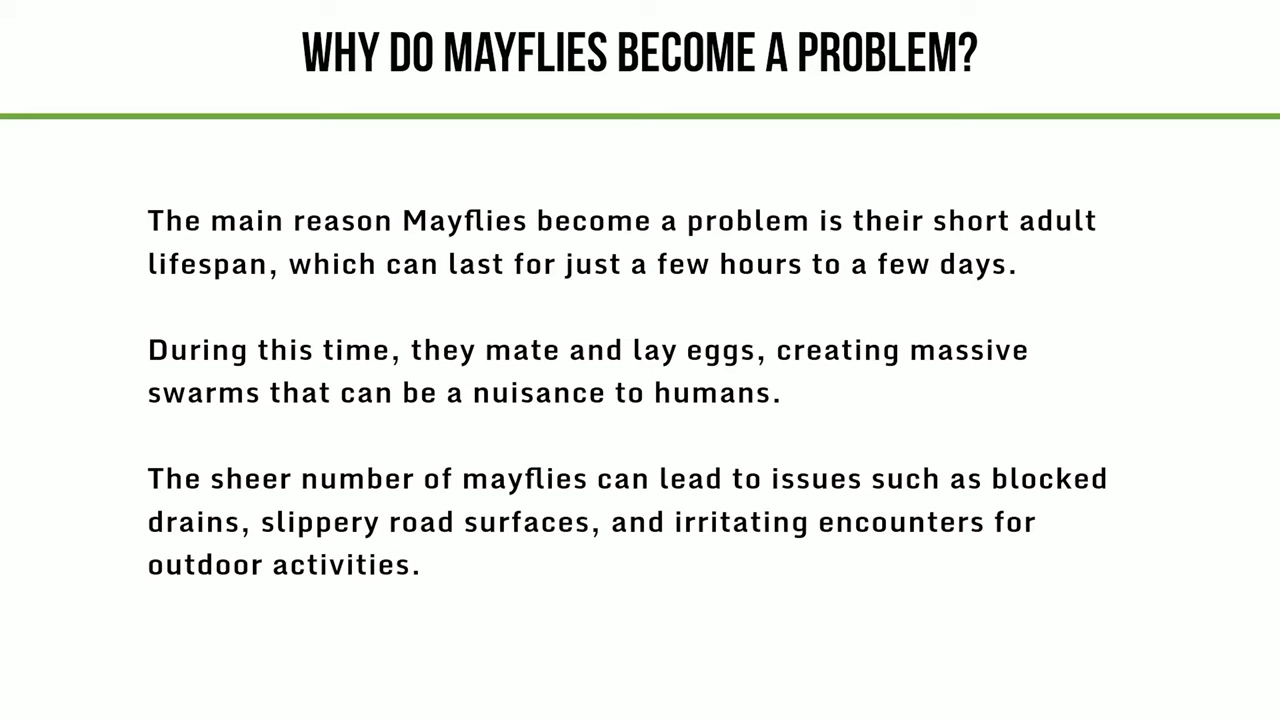 WHY DO MAYFLIES BECOME A PROBLEM?
The main reason Mayflies become a problem is their short adult
lifespan, which can last for just a few hours to a few days.
During this time, they mate and lay eggs, creating massive
swarms that can be a nuisance to humans.
The sheer number of mayflies can lead to issues such as blocked
drains, slippery road surfaces, and irritating encounters for
outdoor activities.